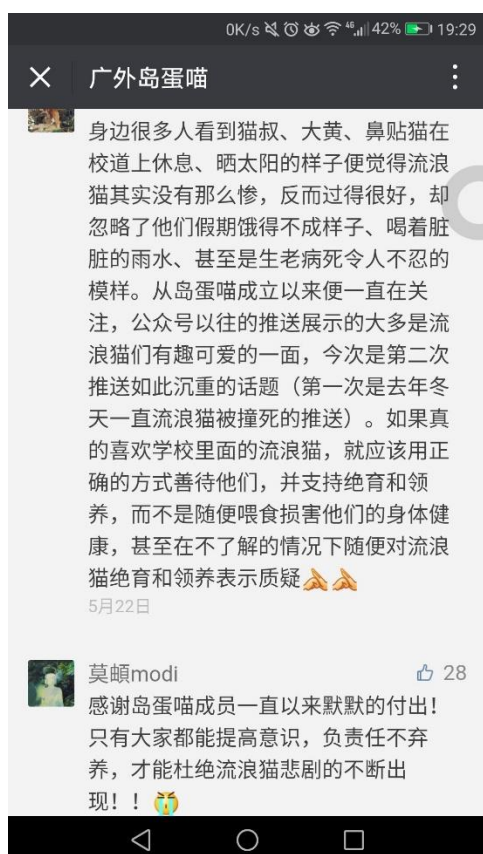 0K/s 46 42% 19:29
广外岛蛋喵
身边很多人看到猫叔、大黄、鼻贴猫在
校道上休息、晒太阳的样子便觉得流浪
猫其实没有那么惨，反而过得很好，却
忽略了他们假期饿得不成样子、喝着脏
脏的雨水、甚至是生老病死令人不忍的
模样。从岛蛋喵成立以来便一直在关
注，公众号以往的推送展示的大多是流
浪猫们有趣可爱的一面，今次是第二次
推送如此沉重的话题（第一次是去年冬
天一直流浪猫被撞死的推送）。如果真
的喜欢学校里面的流浪猫，就应该用正
确的方式善待他们，并支持绝育和领
养，而不是随便喂食损害他们的身体健
康，甚至在不了解的情况下随便对流浪
猫绝育和领养表示质疑🙏🙏
5月22日
莫頔modi 28
感谢岛蛋喵成员一直以来默默的付出！
只有大家都能提高意识，负责任不弃
养，才能杜绝流浪猫悲剧的不断出
现！！😭